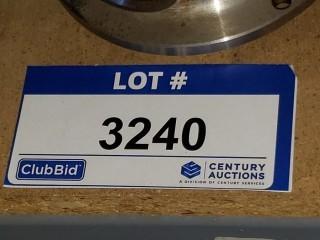 LOT #
3240
ClubBid
CENTURY
AUCTIONS
A DIVISION OF CENTURY SERVICES